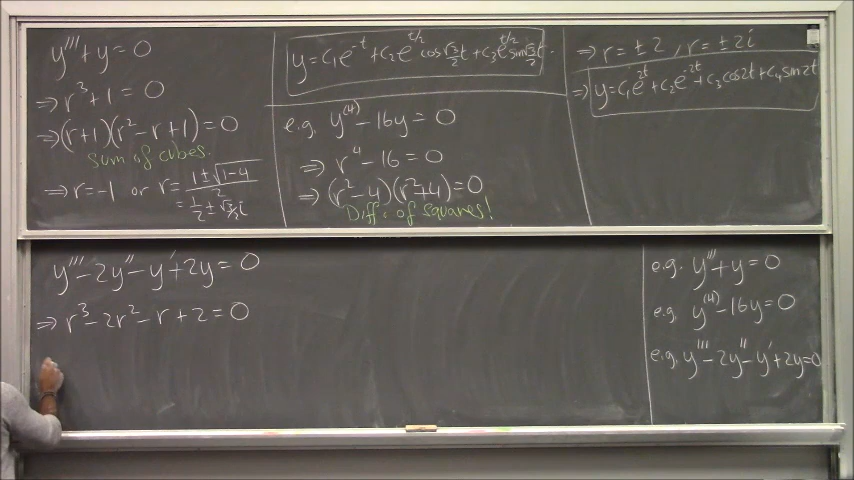 y''' + y = 0
⇒ r³ + 1 = 0
⇒ (r+1)(r² − r + 1) = 0
sum of cubes.
⇒ r = −1 or r = (1 ± √(1−4))/2
= 1/2 ± √3/2 i
y = c₁e^(−t) + c₂e^(t/2) cos √3/2 t + c₃e^(t/2) sin √3/2 t.
e.g. y⁽⁴⁾ − 16y = 0
⇒ r⁴ − 16 = 0
⇒ (r² − 4)(r² + 4) = 0
Diff: of squares!
⇒ r = ±2, r = ±2i
⇒ y = c₁e^(2t) + c₂e^(−2t) + c₃cos2t + c₄sin2t
y''' − 2y'' − y' + 2y = 0
⇒ r³ − 2r² − r + 2 = 0
e.g. y''' + y = 0
e.g. y⁽⁴⁾ − 16y = 0
e.g. y''' − 2y'' − y' + 2y = 0